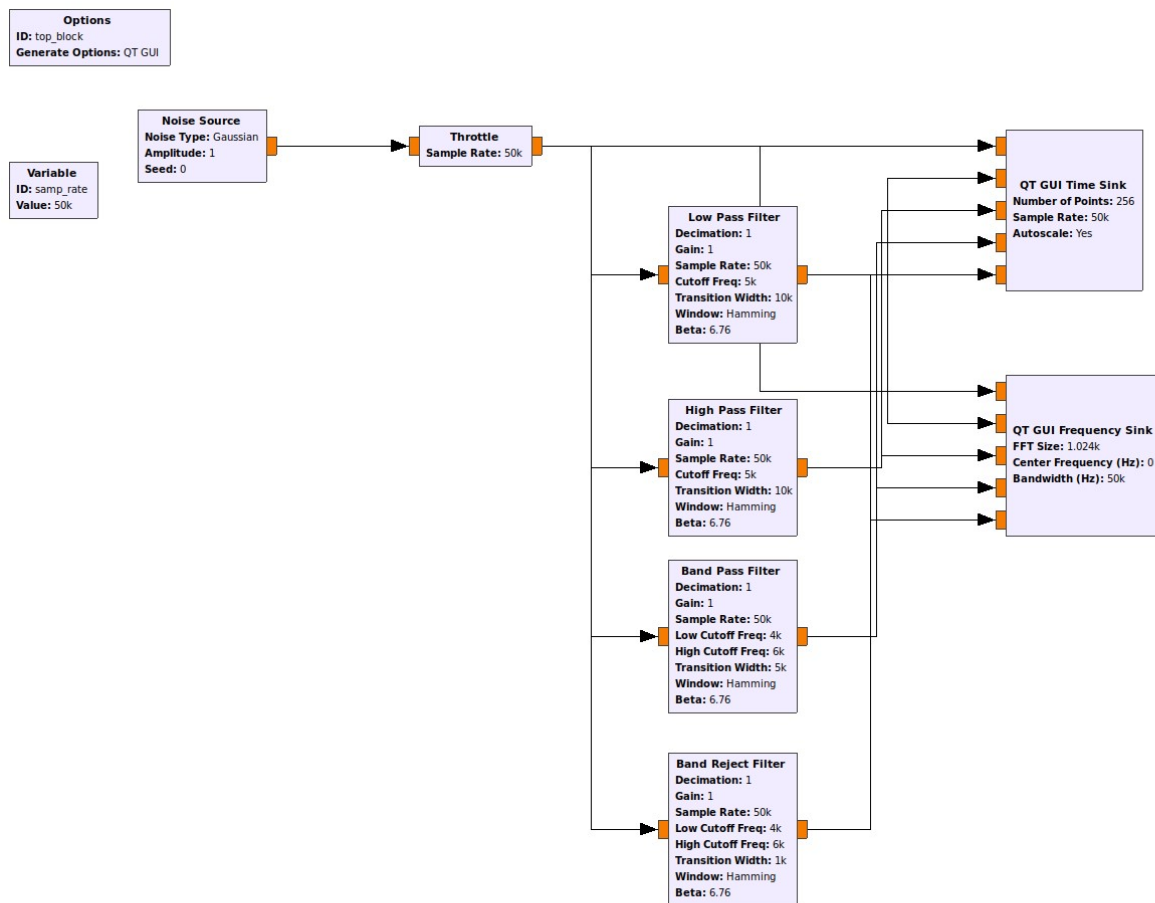 Options
ID: top_block
Generate Options: QT GUI
Variable
ID: samp_rate
Value: 50k
Noise Source
Noise Type: Gaussian
Amplitude: 1
Seed: 0
Throttle
Sample Rate: 50k
Low Pass Filter
Decimation: 1
Gain: 1
Sample Rate: 50k
Cutoff Freq: 5k
Transition Width: 10k
Window: Hamming
Beta: 6.76
High Pass Filter
Decimation: 1
Gain: 1
Sample Rate: 50k
Cutoff Freq: 5k
Transition Width: 10k
Window: Hamming
Beta: 6.76
Band Pass Filter
Decimation: 1
Gain: 1
Sample Rate: 50k
Low Cutoff Freq: 4k
High Cutoff Freq: 6k
Transition Width: 5k
Window: Hamming
Beta: 6.76
Band Reject Filter
Decimation: 1
Gain: 1
Sample Rate: 50k
Low Cutoff Freq: 4k
High Cutoff Freq: 6k
Transition Width: 1k
Window: Hamming
Beta: 6.76
QT GUI Time Sink
Number of Points: 256
Sample Rate: 50k
Autoscale: Yes
QT GUI Frequency Sink
FFT Size: 1.024k
Center Frequency (Hz): 0
Bandwidth (Hz): 50k